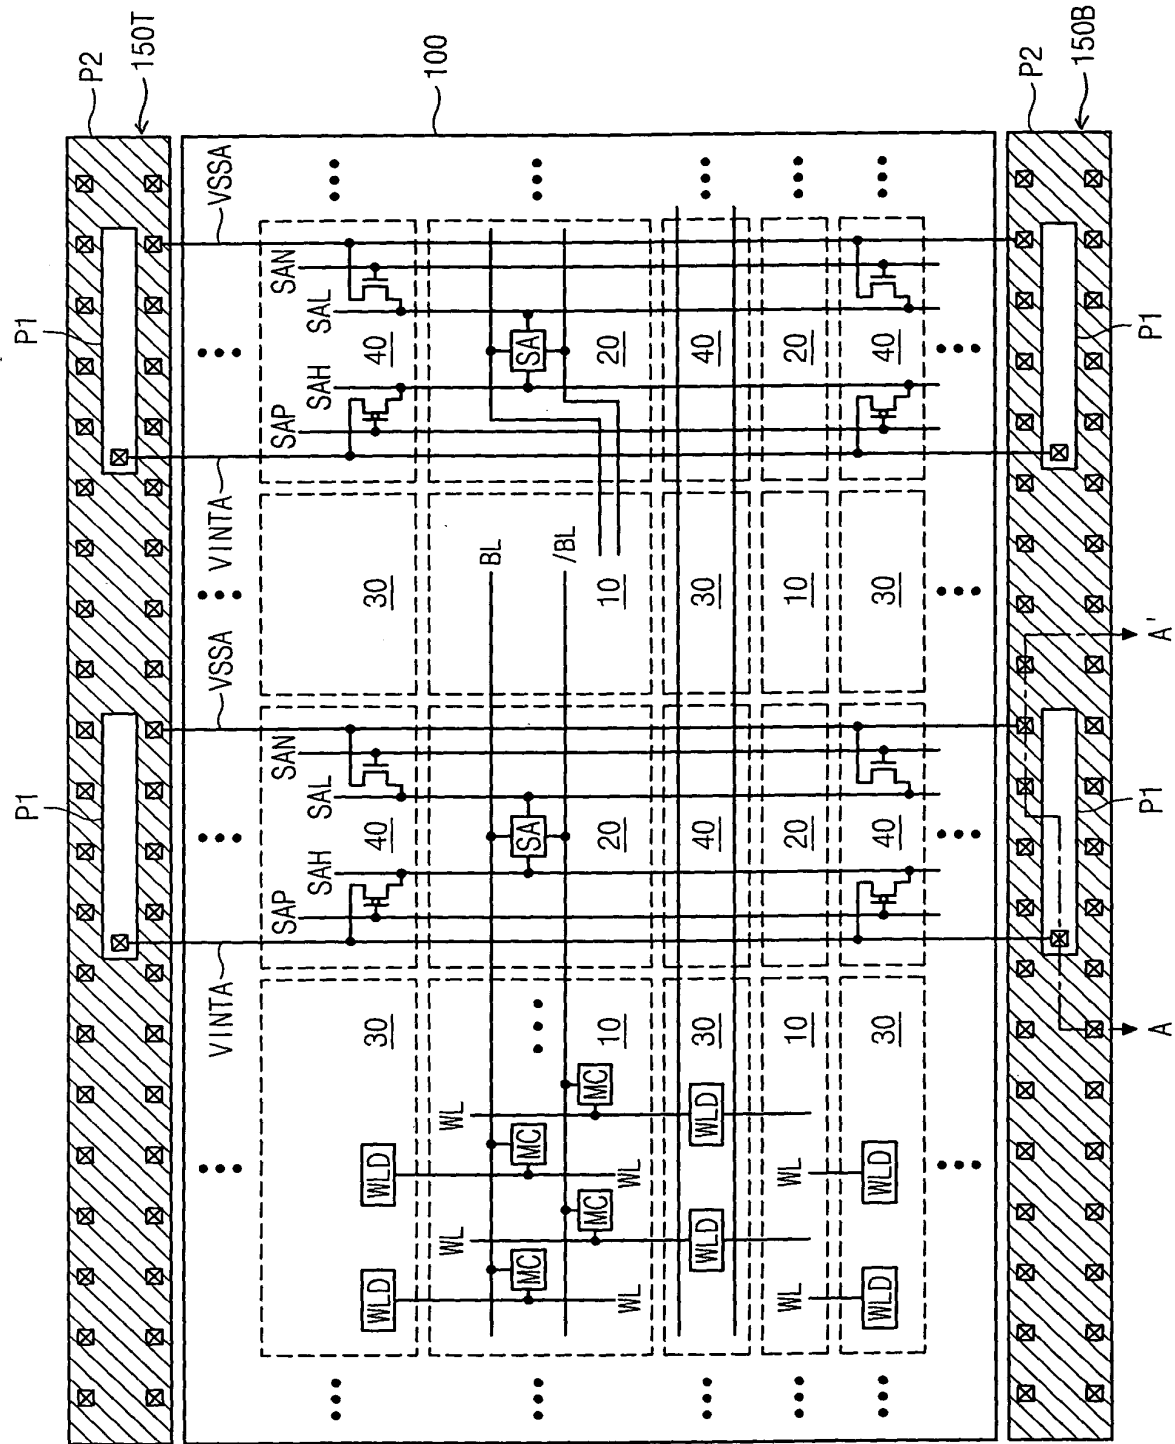 P1 P1
P2
150T
VINTA VSSA VINTA VSSA
SAP SAN SAP SAN
SAH SAL SAH SAL
WLD WLD 30 40 30 40
100
WL WL
BL
MC MC SA SA
/BL
MC MC 10 20 10 20
WL WL
WLD WLD 30 40 30 40
WL WL 10 20 10 20
WLD WLD 30 40 30 40
P2
150B
P1 P1
A A'